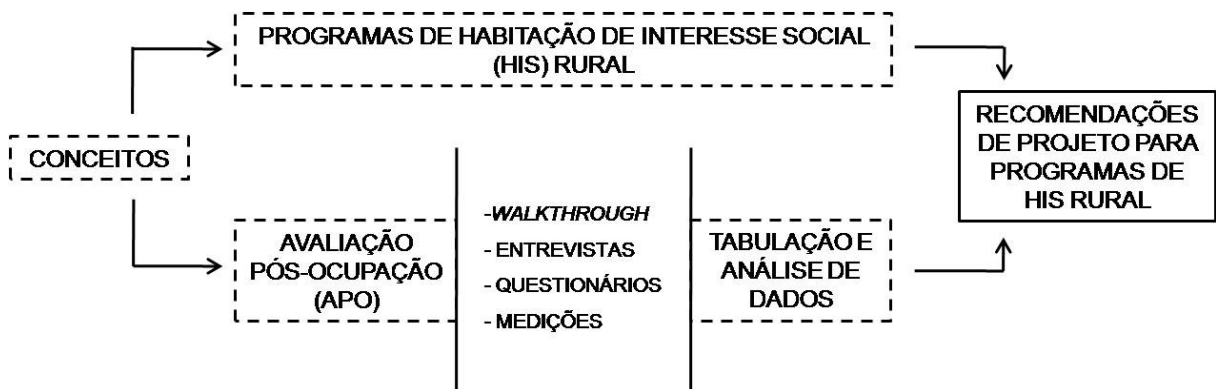 PROGRAMAS DE HABITAÇÃO DE INTERESSE SOCIAL
(HIS) RURAL
CONCEITOS
AVALIAÇÃO
PÓS-OCUPAÇÃO
(APO)
-WALKTHROUGH
- ENTREVISTAS
- QUESTIONÁRIOS
- MEDIÇÕES
TABULAÇÃO E
ANÁLISE DE
DADOS
RECOMENDAÇÕES
DE PROJETO PARA
PROGRAMAS DE
HIS RURAL